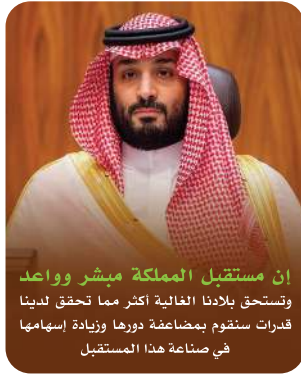 إن مستقبل المملكة مبشر وواعد
وتستحق بلادنا الغالية أكثر مما تحقق لدينا
قدرات سنقوم بمضاعفة دورها وزيادة إسهامها
في صناعة هذا المستقبل